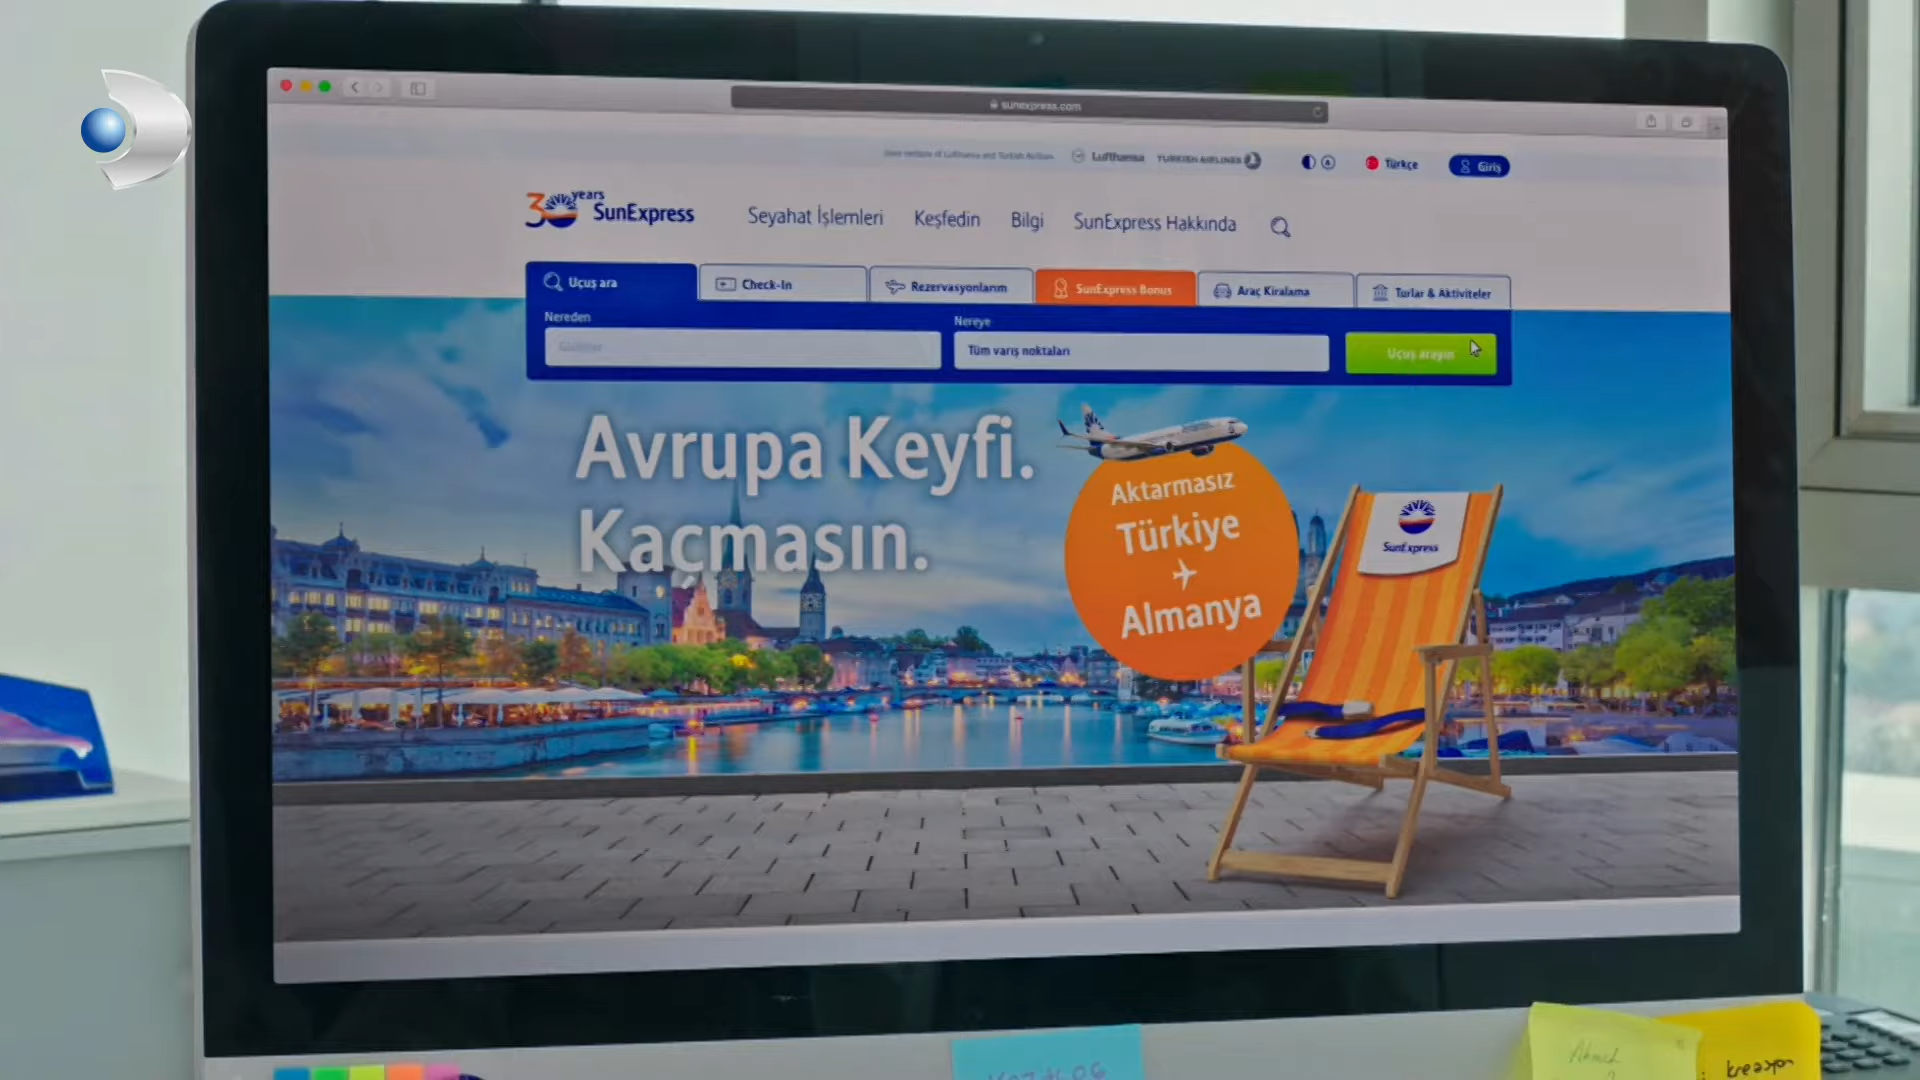 sunexpress.com
Lufthansa TURKISH AIRLINES
Türkçe
Giriş
30 years
SunExpress
Seyahat İşlemleri Keşfedin Bilgi SunExpress Hakkında
Uçuş ara Check-In Rezervasyonlarım SunExpress Bonus Araç Kiralama Turlar & Aktiviteler
Nereden Nereye
Tüm varış noktaları
Uçuş arayın
Avrupa Keyfi.
Kaçmasın.
Aktarmasız
Türkiye
Almanya
SunExpress
Ahmet
kreasyon